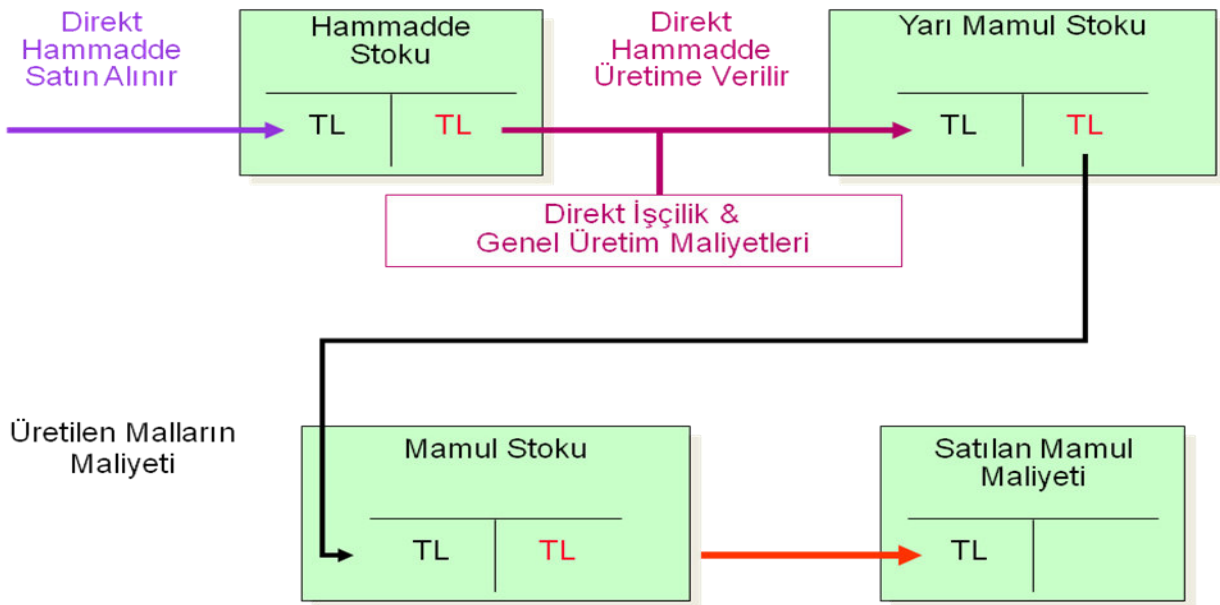 Direkt
Hammadde
Satın Alınır
Hammadde
Stoku
TL
TL
Direkt
Hammadde
Üretime Verilir
Yarı Mamul Stoku
TL
TL
Direkt İşçilik &
Genel Üretim Maliyetleri
Üretilen Malların
Maliyeti
Mamul Stoku
TL
TL
Satılan Mamul
Maliyeti
TL